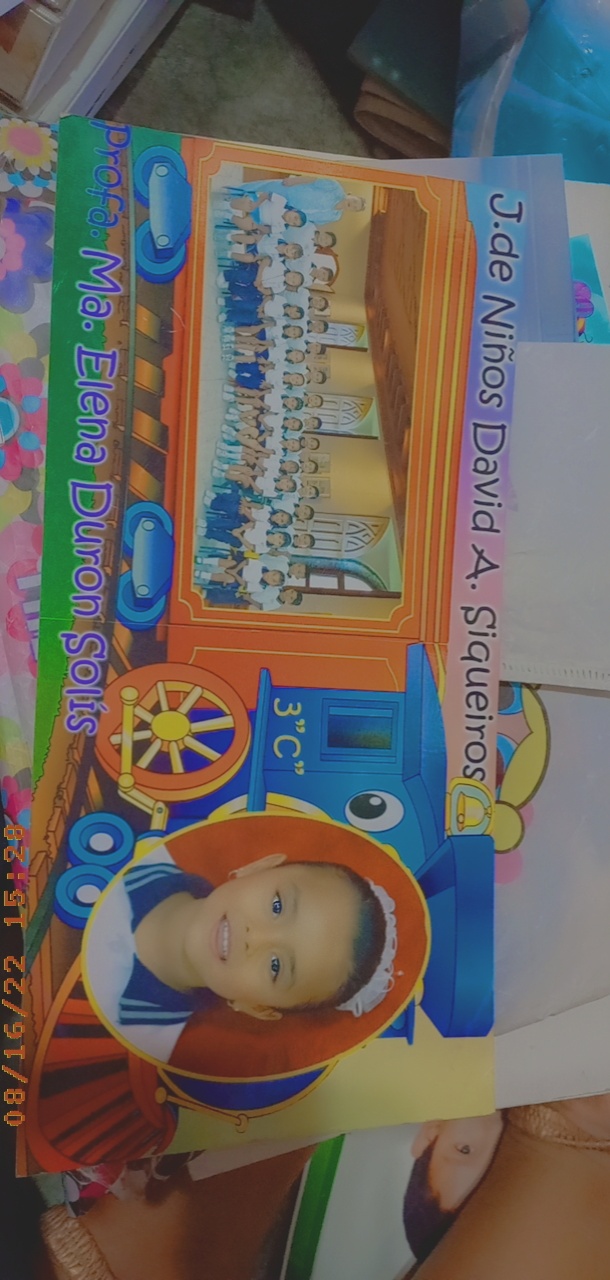 J.de Niños David A. Siqueiros
3"C"
Profa. Ma. Elena Duron Solís
08/16/22 15:28